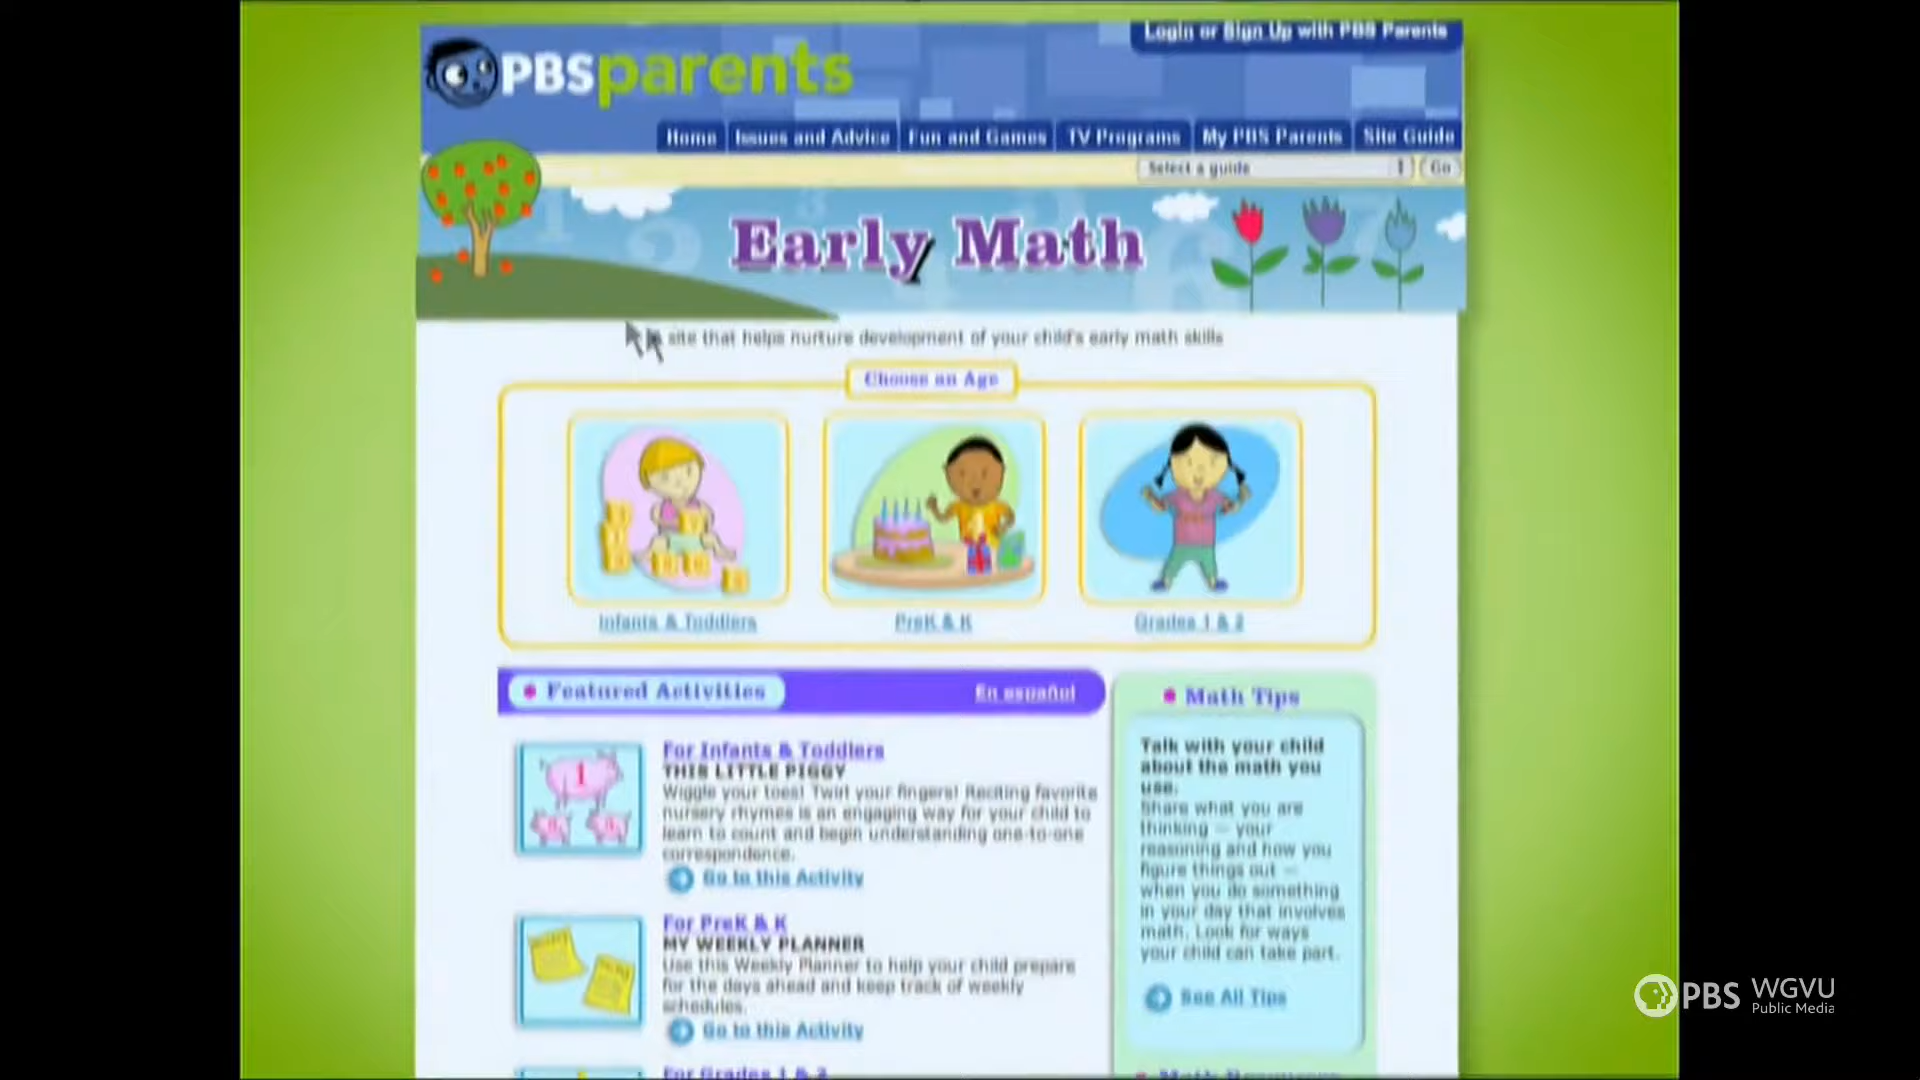 Login or Sign Up with PBS Parents
PBSparents
Home Issues and Advice Fun and Games TV Programs My PBS Parents Site Guide
Select a guide Go
Early Math
site that helps nurture development of your child's early math skills
Choose an Age
Infants & Toddlers PreK & K Grades 1 & 2
Featured Activities En español
For Infants & Toddlers
THIS LITTLE PIGGY
Wiggle your toes! Twirl your fingers! Reciting favorite
nursery rhymes is an engaging way for your child to
learn to count and begin understanding one-to-one
correspondence.
Go to this Activity
For PreK & K
MY WEEKLY PLANNER
Use this Weekly Planner to help your child prepare
for the days ahead and keep track of weekly
schedules.
Go to this Activity
For Grades 1 & 2
Math Tips
Talk with your child
about the math you
use.
Share what you are
thinking — your
reasoning and how you
figure things out —
when you do something
in your day that involves
math. Look for ways
your child can take part.
See All Tips
Math Resources
PBS WGVU
Public Media